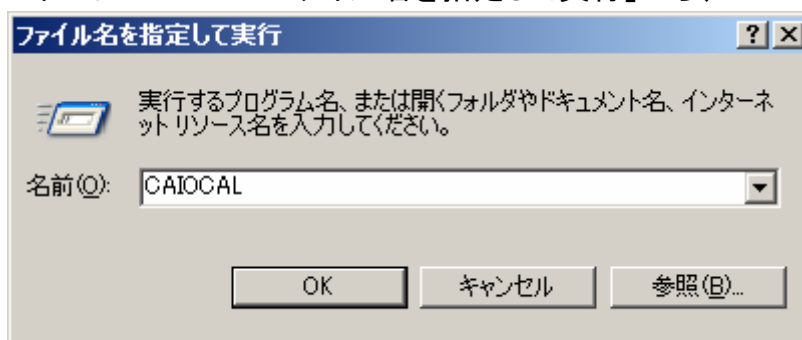 ファイル名を指定して実行
実行するプログラム名、または開くフォルダやドキュメント名、インターネ
ット リソース名を入力してください。
名前(O):
CAIOCAL
OK
キャンセル
参照(B)...